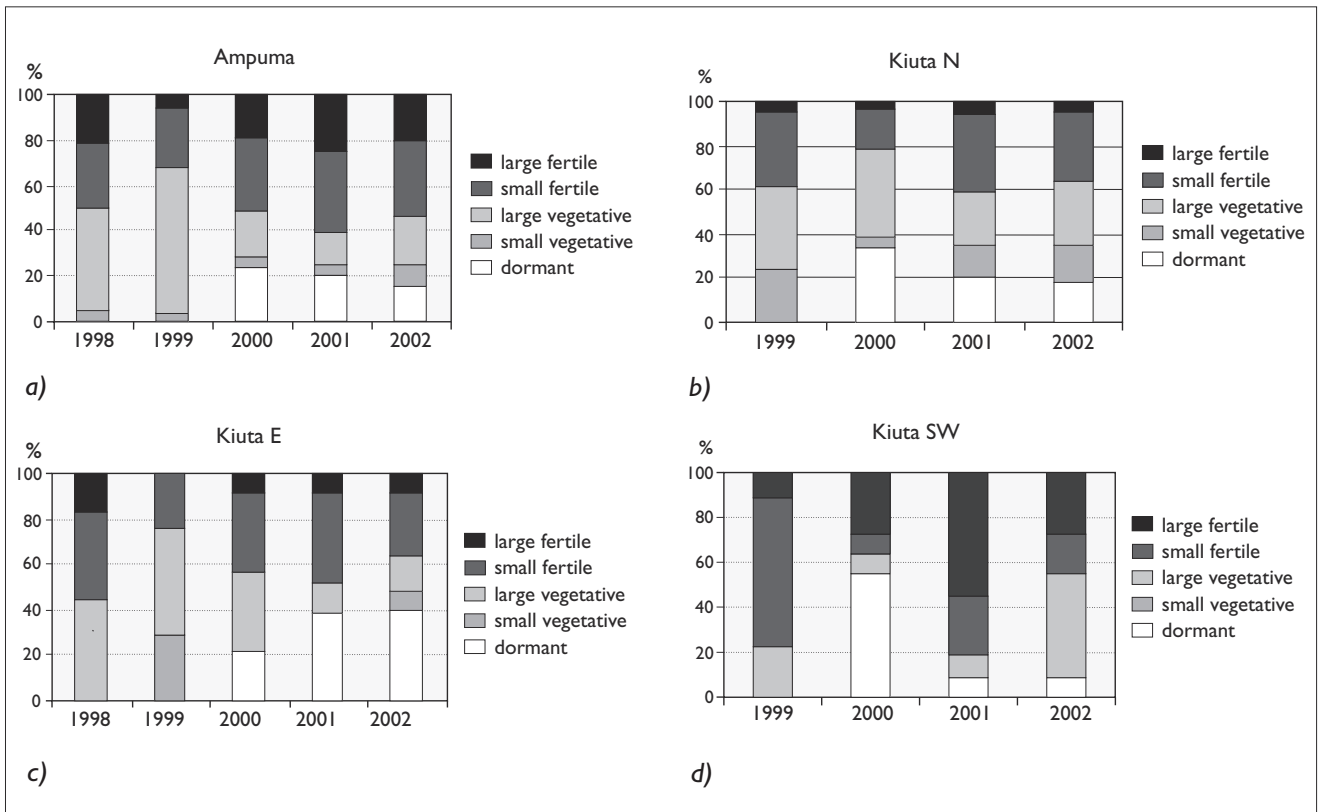 Ampuma
%
100
80
60
40
20
0
1998 1999 2000 2001 2002
large fertile
small fertile
large vegetative
small vegetative
dormant
a)
Kiuta N
%
100
80
60
40
20
0
1999 2000 2001 2002
large fertile
small fertile
large vegetative
small vegetative
dormant
b)
Kiuta E
%
100
80
60
40
20
0
1998 1999 2000 2001 2002
large fertile
small fertile
large vegetative
small vegetative
dormant
c)
Kiuta SW
%
100
80
60
40
20
0
1999 2000 2001 2002
large fertile
small fertile
large vegetative
small vegetative
dormant
d)